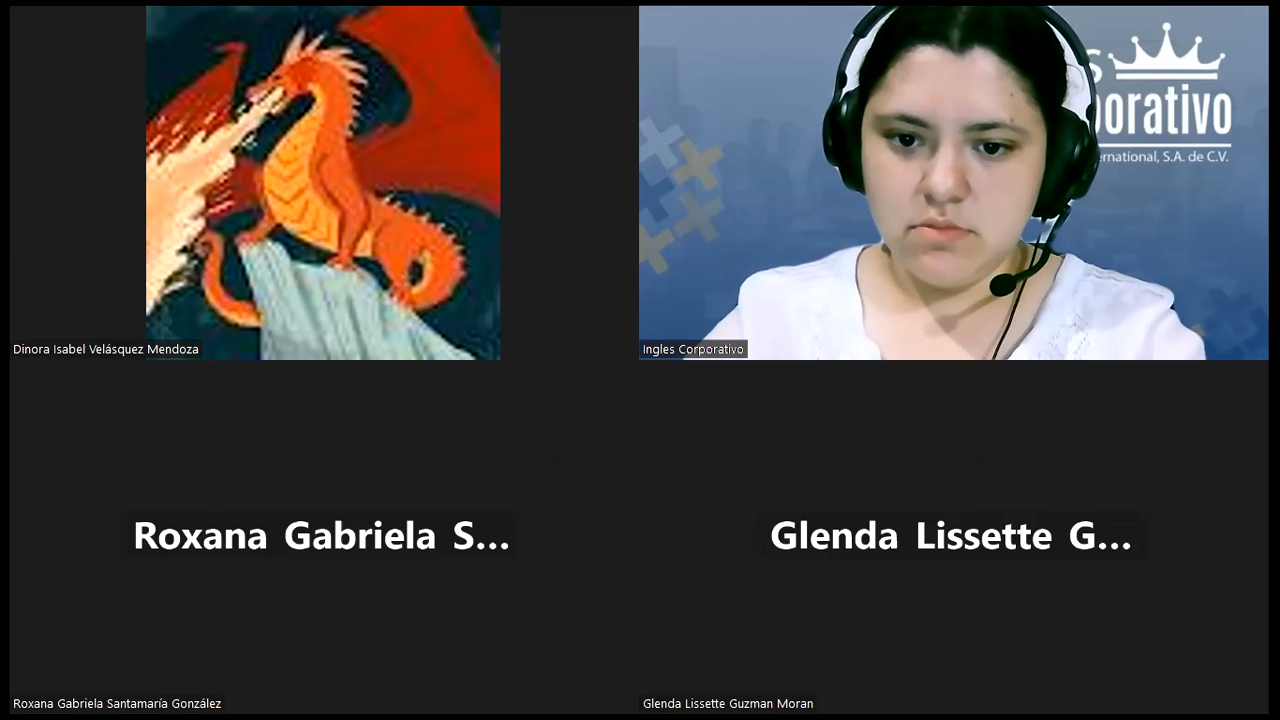 s
porativo
ernational, S.A. de C.V.
Dinora Isabel Velásquez Mendoza
Ingles Corporativo
Roxana Gabriela S...
Glenda Lissette G...
Roxana Gabriela Santamaría González
Glenda Lissette Guzman Moran